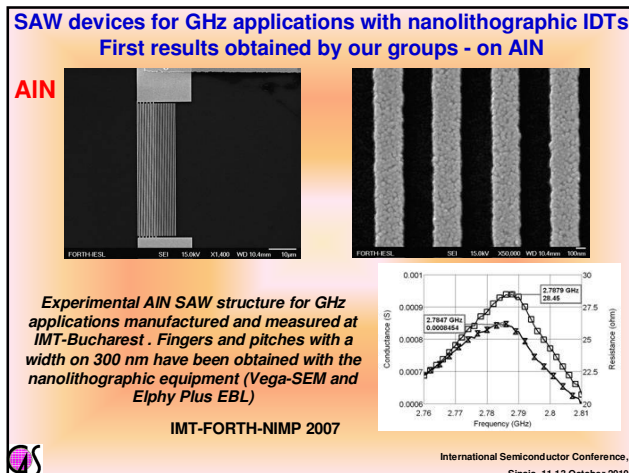 SAW devices for GHz applications with nanolithographic IDTs
First results obtained by our groups - on AlN
AlN
FORTH-IESL SEI 15.0kV X1,400 WD 10.4mm 10µm
FORTH-IESL SEI 15.0kV X50,000 WD 10.4mm 100nm
Experimental AlN SAW structure for GHz
applications manufactured and measured at
IMT-Bucharest . Fingers and pitches with a
width on 300 nm have been obtained with the
nanolithographic equipment (Vega-SEM and
Elphy Plus EBL)
IMT-FORTH-NIMP 2007
0.001
0.0009
0.0008
0.0007
0.0006
Conductance (S)
2.7847 GHz
0.0008454
2.7879 GHz
28.45
30
27.5
25
22.5
20
Resistance (ohm)
2.76 2.77 2.78 2.79 2.8 2.81
Frequency (GHz)
International Semiconductor Conference,